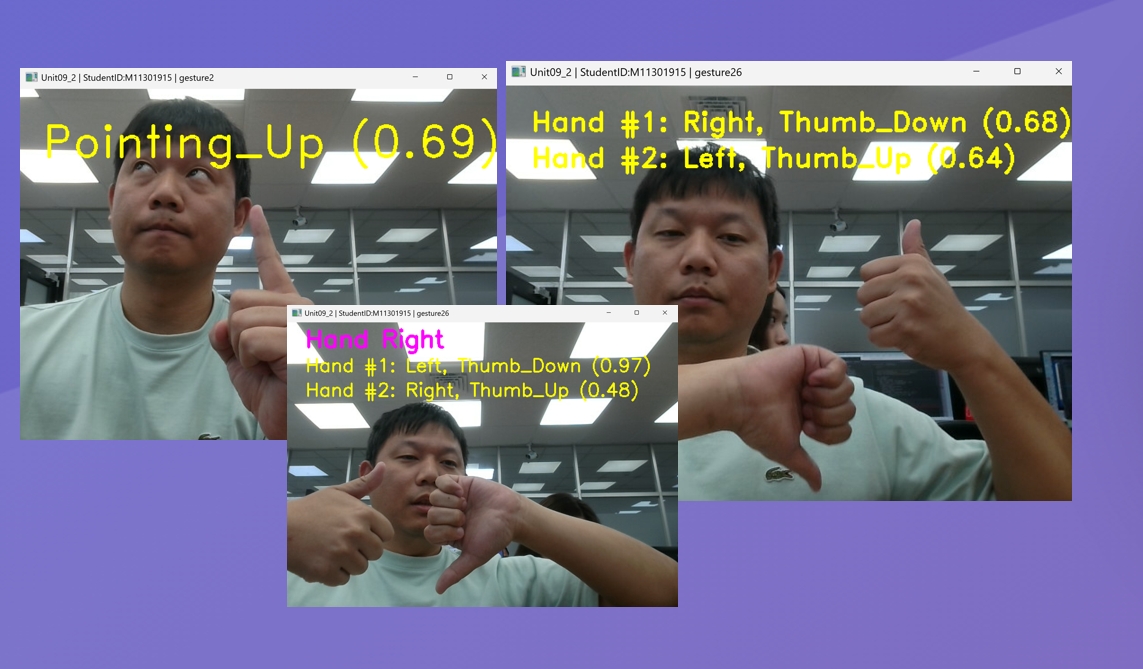 Unit09_2 | StudentID:M11301915 | gesture2
Pointing_Up (0.69)
Unit09_2 | StudentID:M11301915 | gesture26
Hand #1: Right, Thumb_Down (0.68)
Hand #2: Left, Thumb_Up (0.64)
Unit09_2 | StudentID:M11301915 | gesture26
Hand Right
Hand #1: Left, Thumb_Down (0.97)
Hand #2: Right, Thumb_Up (0.48)